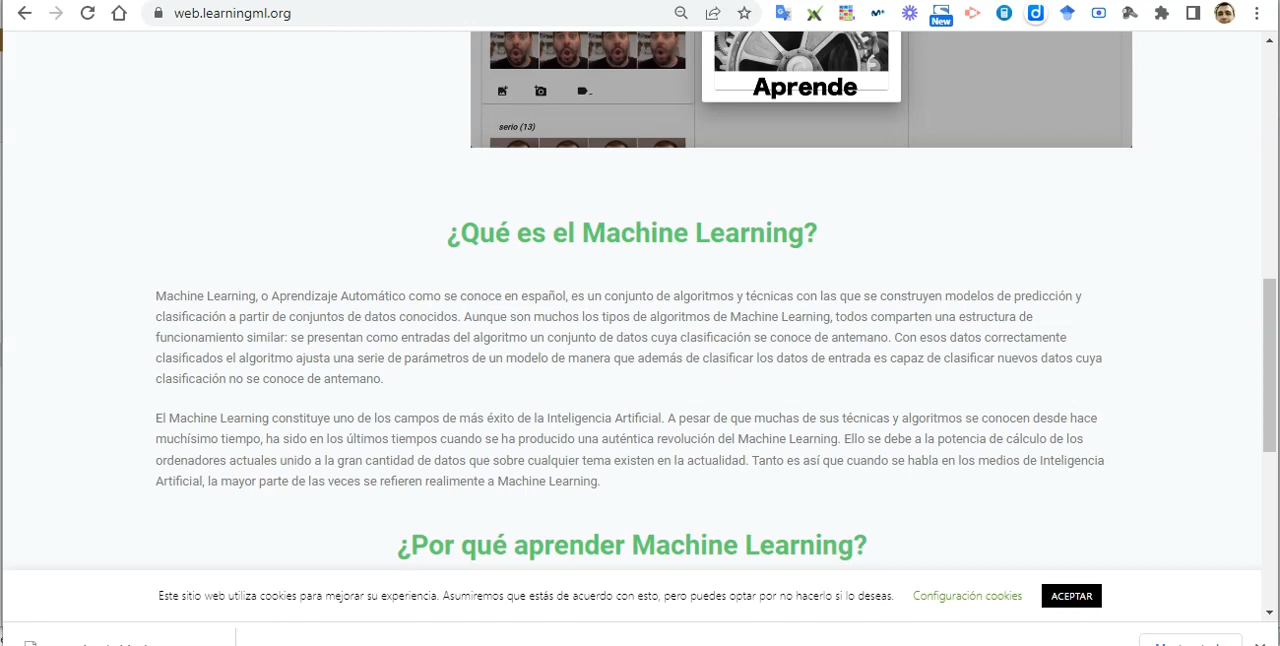 web.learningml.org
New
Aprende
serio (13)
¿Qué es el Machine Learning?
Machine Learning, o Aprendizaje Automático como se conoce en español, es un conjunto de algoritmos y técnicas con las que se construyen modelos de predicción y
clasificación a partir de conjuntos de datos conocidos. Aunque son muchos los tipos de algoritmos de Machine Learning, todos comparten una estructura de
funcionamiento similar: se presentan como entradas del algoritmo un conjunto de datos cuya clasificación se conoce de antemano. Con esos datos correctamente
clasificados el algoritmo ajusta una serie de parámetros de un modelo de manera que además de clasificar los datos de entrada es capaz de clasificar nuevos datos cuya
clasificación no se conoce de antemano.
El Machine Learning constituye uno de los campos de más éxito de la Inteligencia Artificial. A pesar de que muchas de sus técnicas y algoritmos se conocen desde hace
muchísimo tiempo, ha sido en los últimos tiempos cuando se ha producido una auténtica revolución del Machine Learning. Ello se debe a la potencia de cálculo de los
ordenadores actuales unido a la gran cantidad de datos que sobre cualquier tema existen en la actualidad. Tanto es así que cuando se habla en los medios de Inteligencia
Artificial, la mayor parte de las veces se refieren realimente a Machine Learning.
¿Por qué aprender Machine Learning?
Este sitio web utiliza cookies para mejorar su experiencia. Asumiremos que estás de acuerdo con esto, pero puedes optar por no hacerlo si lo deseas.
Configuración cookies
ACEPTAR